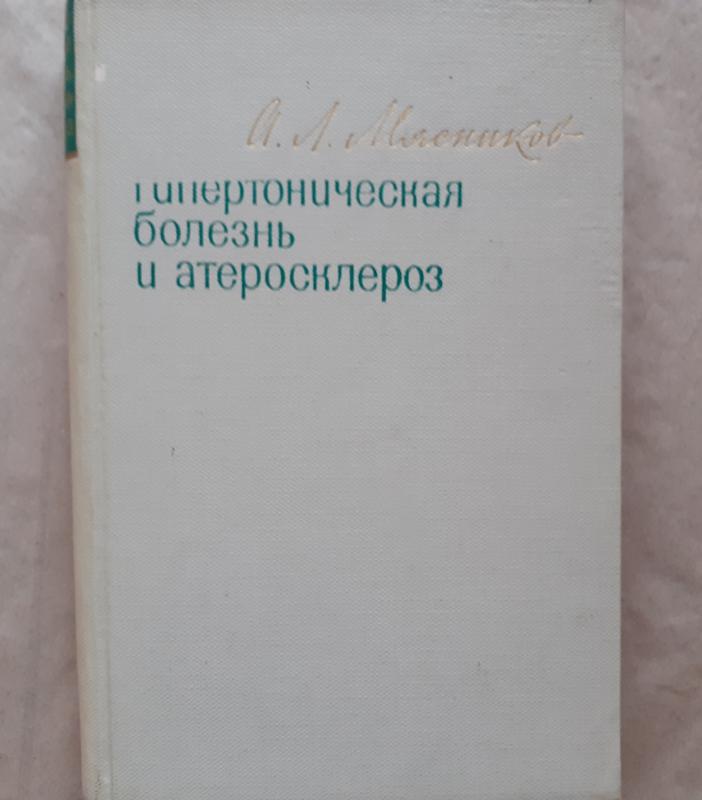 А. Л. Мясников
Гипертоническая
болезнь
и атеросклероз